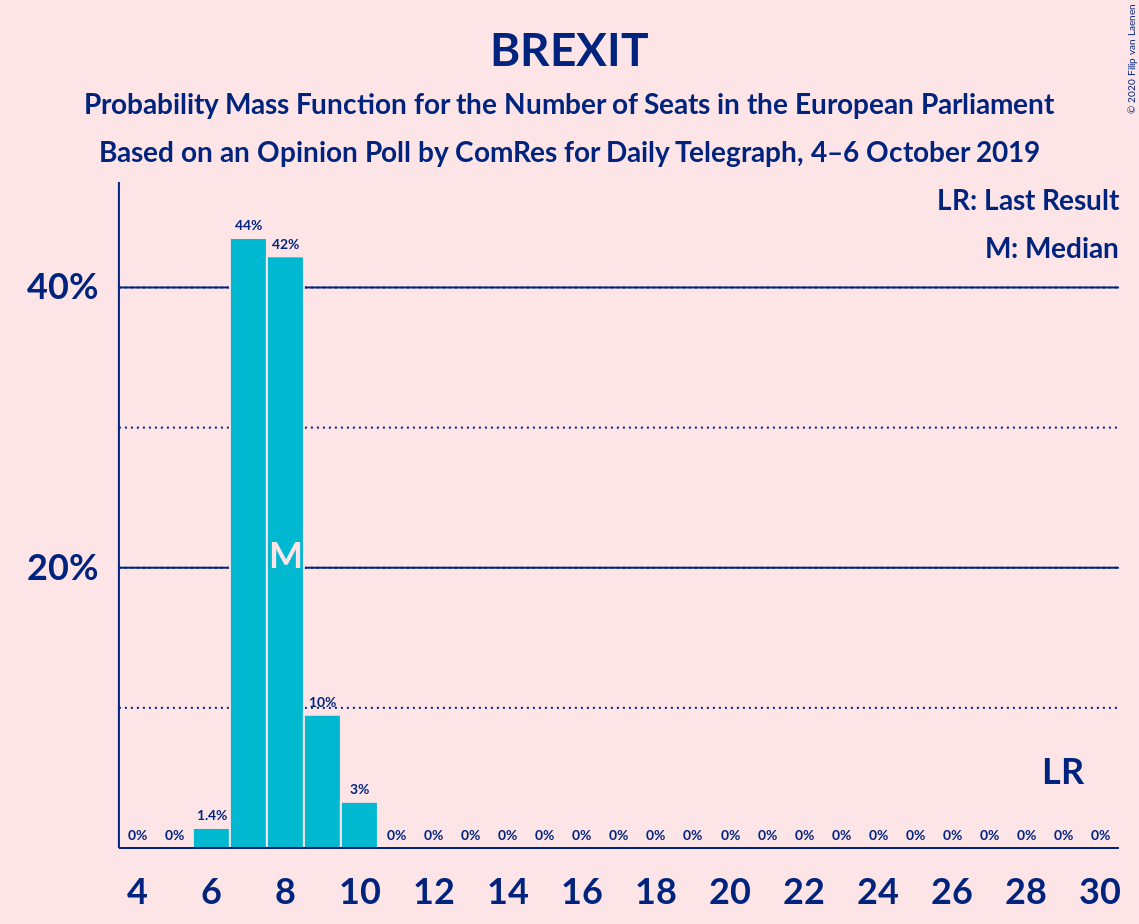 BREXIT
Probability Mass Function for the Number of Seats in the European Parliament
Based on an Opinion Poll by ComRes for Daily Telegraph, 4–6 October 2019
© 2020 Filip van Laenen
LR: Last Result
M: Median
44%
42%
40%
M
20%
10%
LR
3%
1.4%
0% 0% 0% 0% 0% 0% 0% 0% 0% 0% 0% 0% 0% 0% 0% 0% 0% 0% 0% 0% 0% 0%
4 6 8 10 12 14 16 18 20 22 24 26 28 30